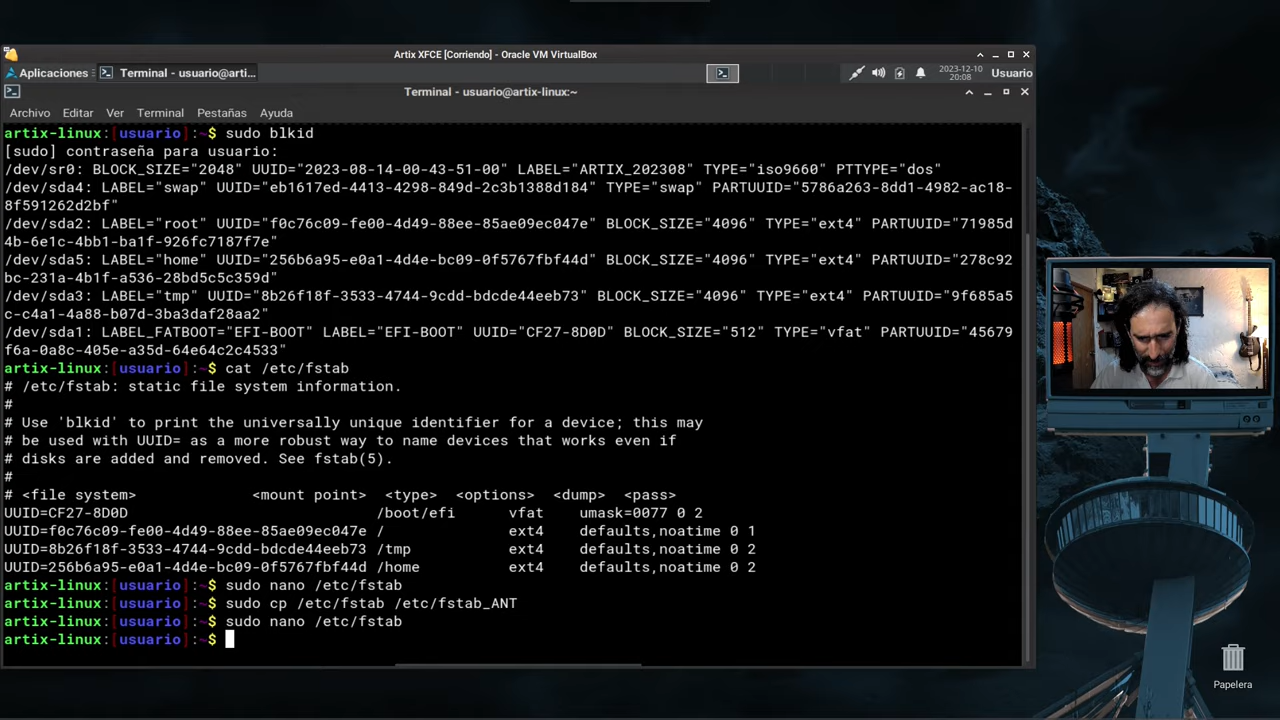 Artix XFCE [Corriendo] - Oracle VM VirtualBox
Aplicaciones
Terminal - usuario@arti...
2023-12-10
20:08
Usuario
Terminal - usuario@artix-linux:~
Archivo Editar Ver Terminal Pestañas Ayuda
artix-linux:[usuario]:~$ sudo blkid
[sudo] contraseña para usuario:
/dev/sr0: BLOCK_SIZE="2048" UUID="2023-08-14-00-43-51-00" LABEL="ARTIX_202308" TYPE="iso9660" PTTYPE="dos"
/dev/sda4: LABEL="swap" UUID="eb1617ed-4413-4298-849d-2c3b1388d184" TYPE="swap" PARTUUID="5786a263-8dd1-4982-ac18-
8f591262d2bf"
/dev/sda2: LABEL="root" UUID="f0c76c09-fe00-4d49-88ee-85ae09ec047e" BLOCK_SIZE="4096" TYPE="ext4" PARTUUID="71985d
4b-6e1c-4bb1-ba1f-926fc7187f7e"
/dev/sda5: LABEL="home" UUID="256b6a95-e0a1-4d4e-bc09-0f5767fbf44d" BLOCK_SIZE="4096" TYPE="ext4" PARTUUID="278c92
bc-231a-4b1f-a536-28bd5c5c359d"
/dev/sda3: LABEL="tmp" UUID="8b26f18f-3533-4744-9cdd-bdcde44eeb73" BLOCK_SIZE="4096" TYPE="ext4" PARTUUID="9f685a5
c-c4a1-4a88-b07d-3ba3daf28aa2"
/dev/sda1: LABEL_FATBOOT="EFI-BOOT" LABEL="EFI-BOOT" UUID="CF27-8D0D" BLOCK_SIZE="512" TYPE="vfat" PARTUUID="45679
f6a-0a8c-405e-a35d-64e64c2c4533"
artix-linux:[usuario]:~$ cat /etc/fstab
# /etc/fstab: static file system information.
#
# Use 'blkid' to print the universally unique identifier for a device; this may
# be used with UUID= as a more robust way to name devices that works even if
# disks are added and removed. See fstab(5).
#
# <file system> <mount point> <type> <options> <dump> <pass>
UUID=CF27-8D0D /boot/efi vfat umask=0077 0 2
UUID=f0c76c09-fe00-4d49-88ee-85ae09ec047e / ext4 defaults,noatime 0 1
UUID=8b26f18f-3533-4744-9cdd-bdcde44eeb73 /tmp ext4 defaults,noatime 0 2
UUID=256b6a95-e0a1-4d4e-bc09-0f5767fbf44d /home ext4 defaults,noatime 0 2
artix-linux:[usuario]:~$ sudo nano /etc/fstab
artix-linux:[usuario]:~$ sudo cp /etc/fstab /etc/fstab_ANT
artix-linux:[usuario]:~$ sudo nano /etc/fstab
artix-linux:[usuario]:~$
Papelera